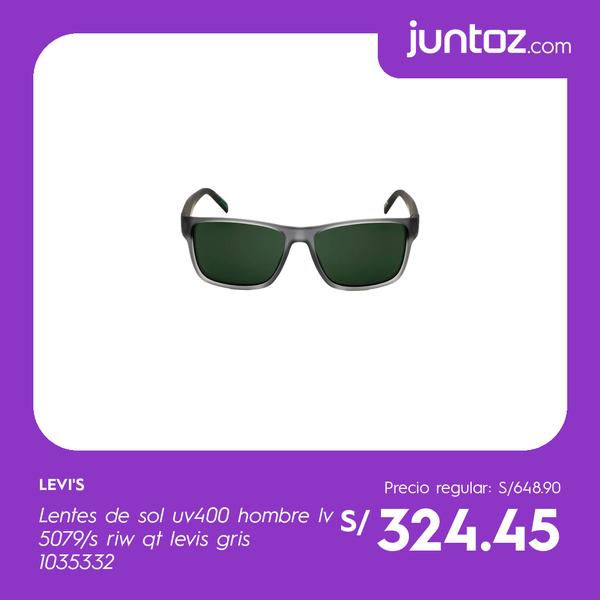 juntoz.com
LEVI'S
Lentes de sol uv400 hombre lv
5079/s riw qt levis gris
1035332
Precio regular: S/648.90
S/ 324.45